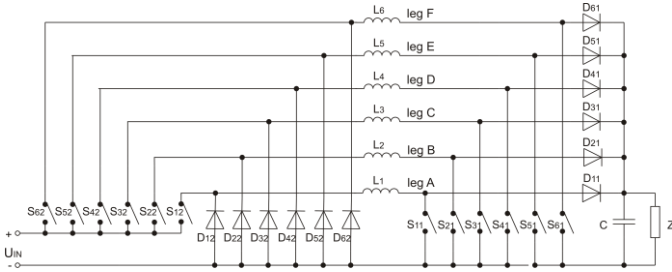 L6 leg F D61
L5 leg E D51
L4 leg D D41
L3 leg C D31
L2 leg B D21
L1 leg A D11
S62 S52 S42 S32 S22 S12
D12 D22 D32 D42 D52 D62
S11 S21 S31 S41 S51 S61
C Z
+
UIN
-